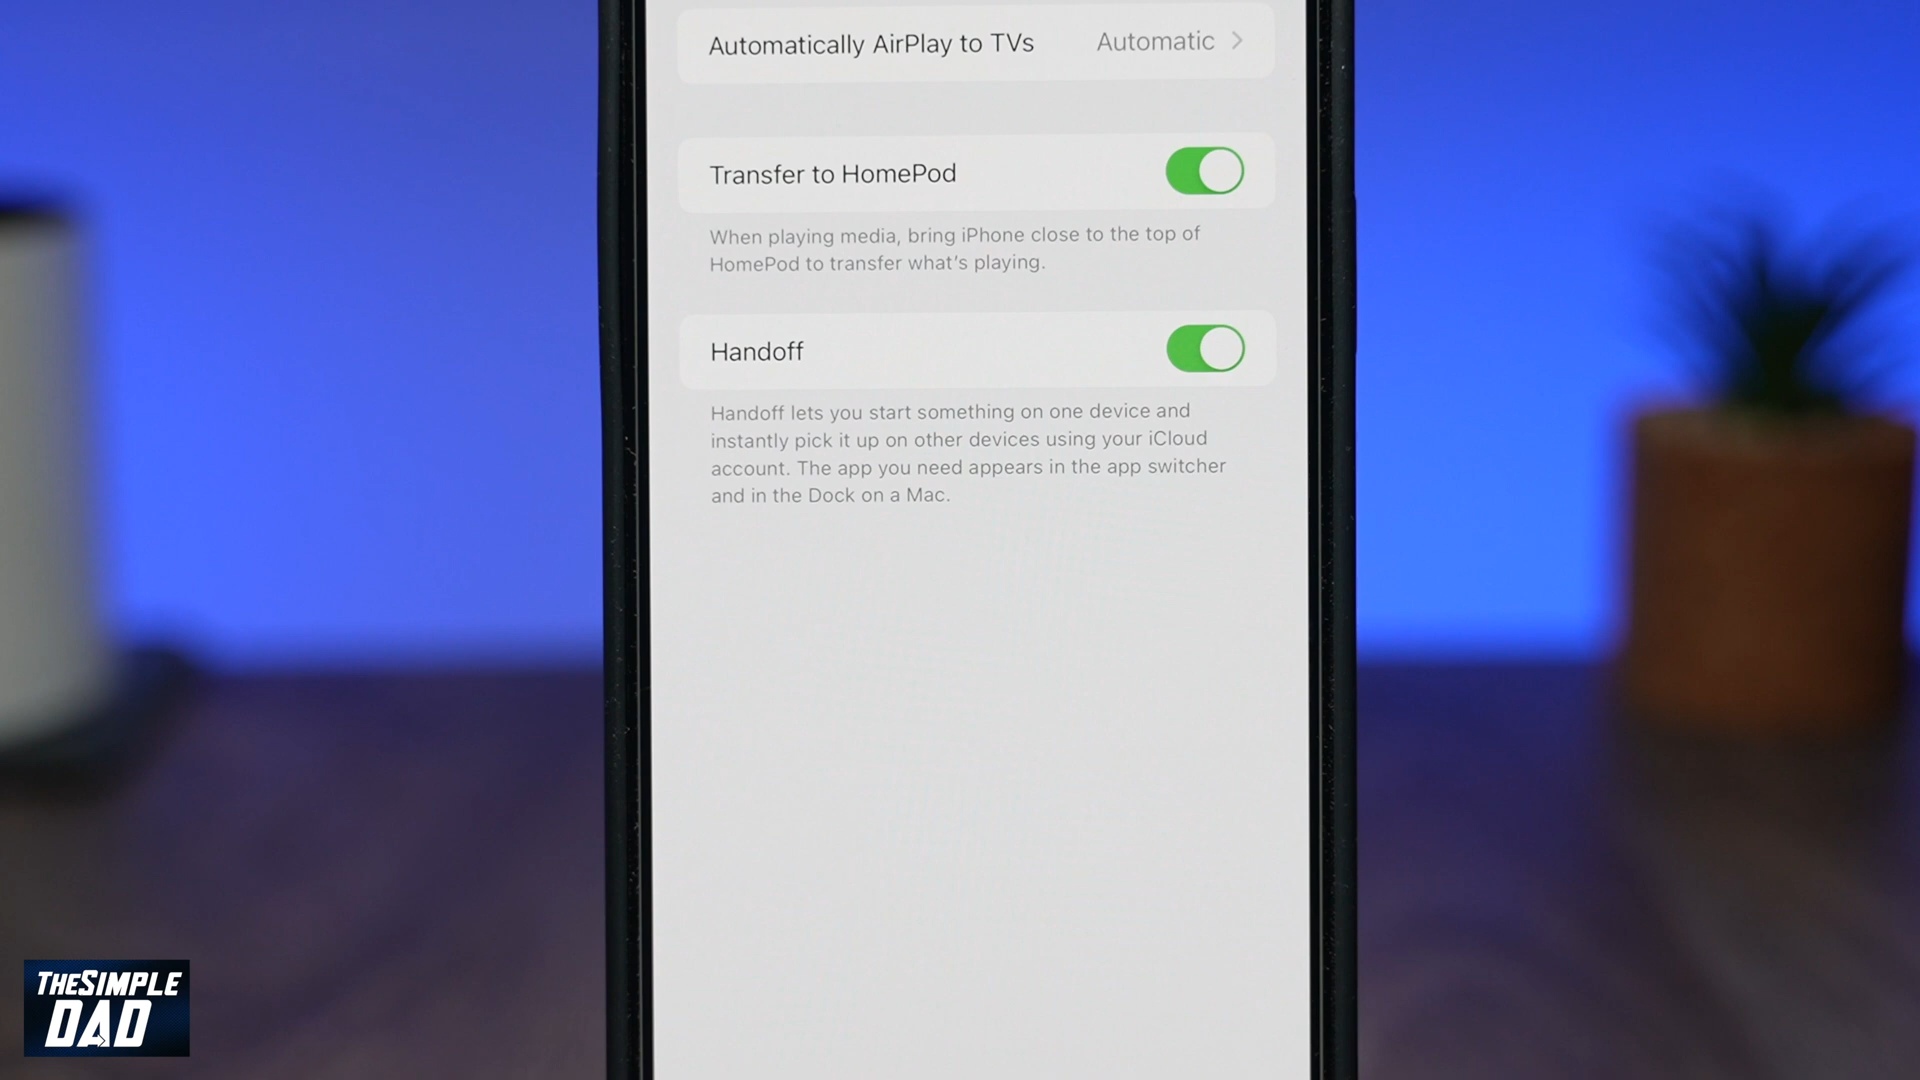 Automatically AirPlay to TVs Automatic
Transfer to HomePod
When playing media, bring iPhone close to the top of
HomePod to transfer what's playing.
Handoff
Handoff lets you start something on one device and
instantly pick it up on other devices using your iCloud
account. The app you need appears in the app switcher
and in the Dock on a Mac.
THESIMPLE
DAD